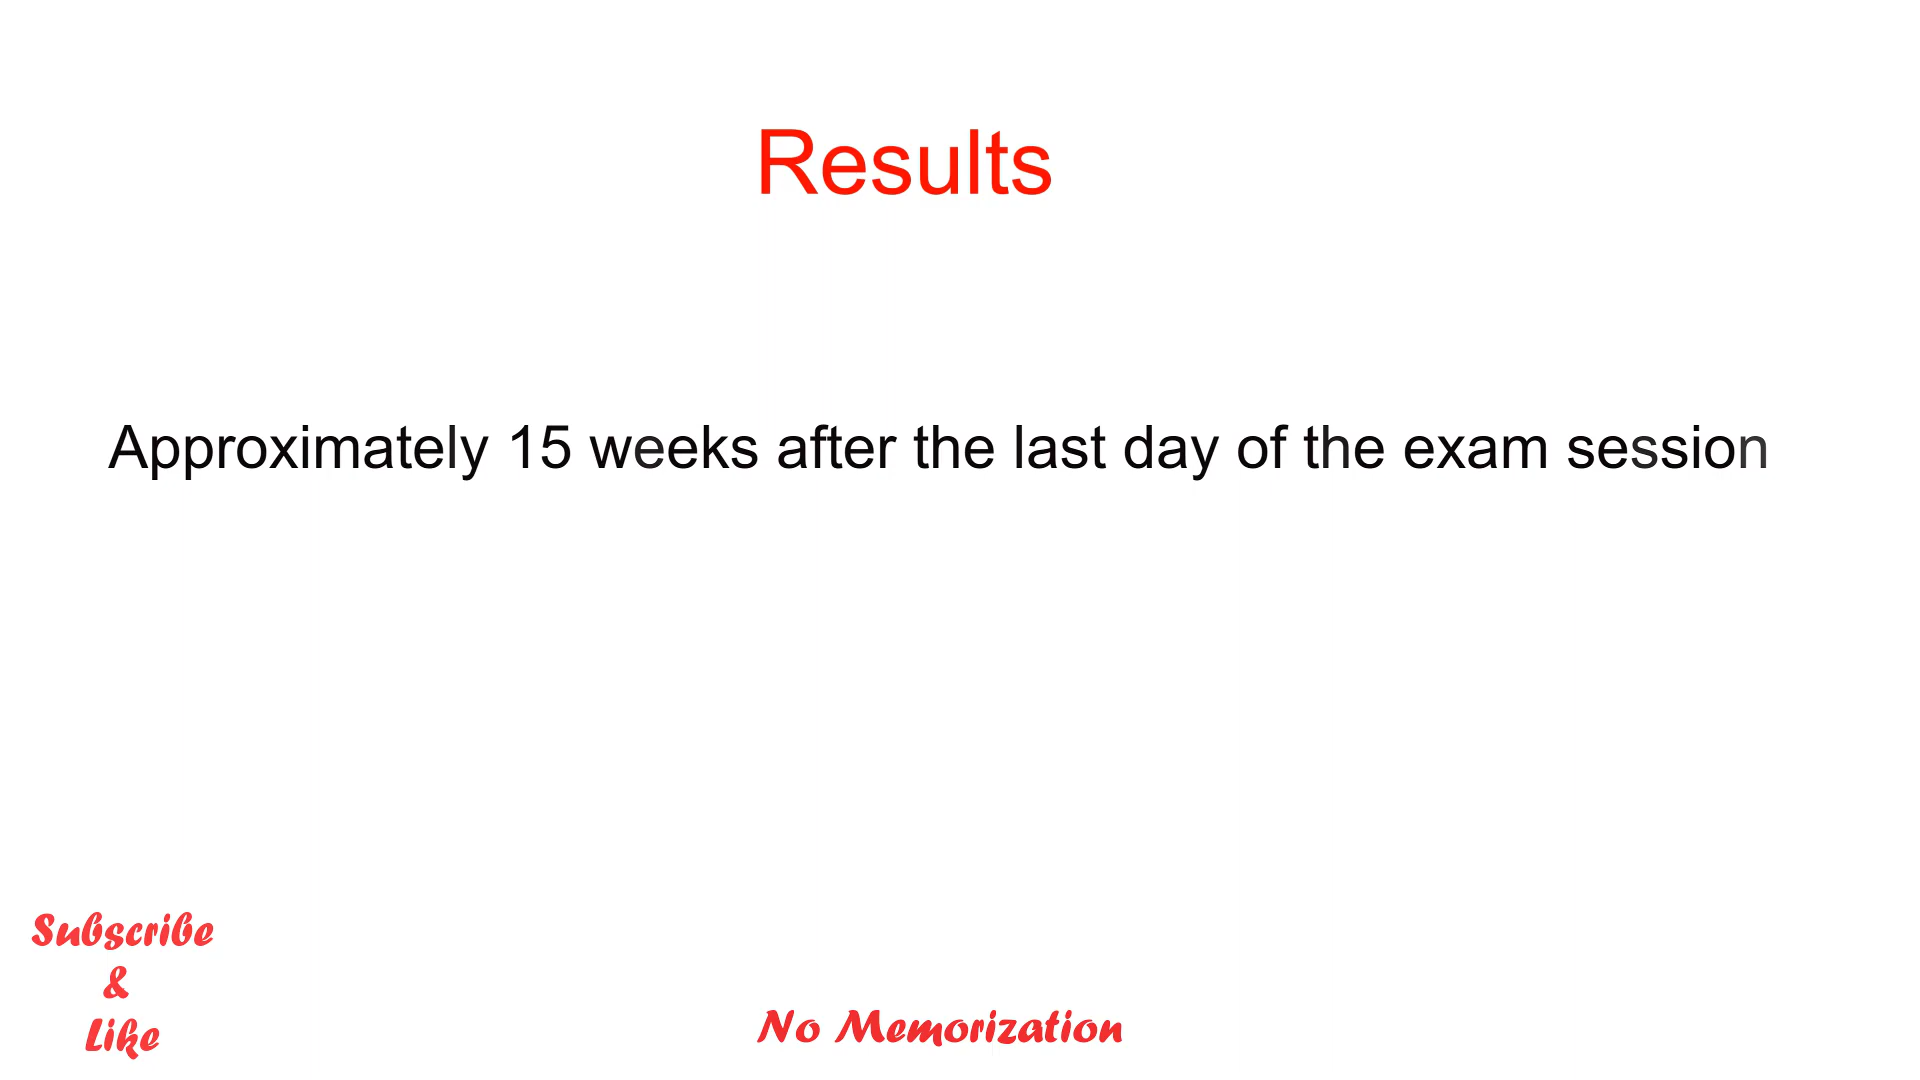 Results
Approximately 15 weeks after the last day of the exam session
Subscribe
&
Like
No Memorization